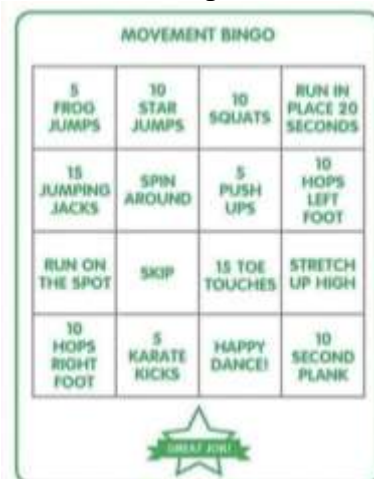 MOVEMENT BINGO
5
FROG
JUMPS
10
STAR
JUMPS
10
SQUATS
RUN IN
PLACE 20
SECONDS
15
JUMPING
JACKS
SPIN
AROUND
5
PUSH
UPS
10
HOPS
LEFT
FOOT
RUN ON
THE SPOT
SKIP
15 TOE
TOUCHES
STRETCH
UP HIGH
10
HOPS
RIGHT
FOOT
5
KARATE
KICKS
HAPPY
DANCE!
10
SECOND
PLANK
GREAT JOB!